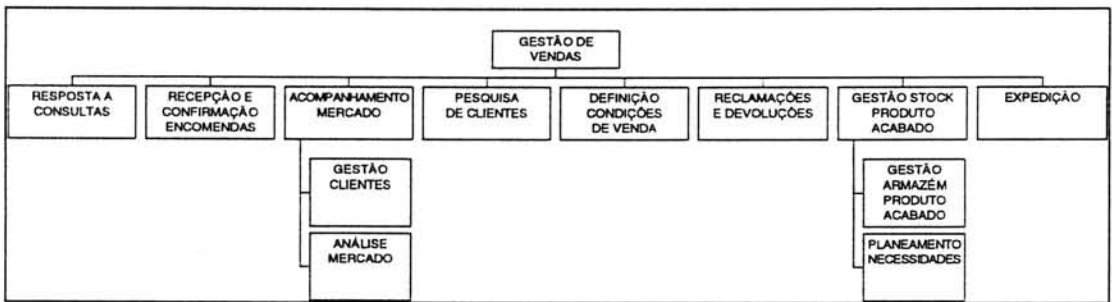 GESTÃO DE
VENDAS
RESPOSTA A
CONSULTAS
RECEPÇÃO E
CONFIRMAÇÃO
ENCOMENDAS
ACOMPANHAMENTO
MERCADO
PESQUISA
DE CLIENTES
DEFINIÇÃO
CONDIÇÕES
DE VENDA
RECLAMAÇÕES
E DEVOLUÇÕES
GESTÃO STOCK
PRODUTO
ACABADO
EXPEDIÇÃO
GESTÃO
CLIENTES
ANÁLISE
MERCADO
GESTÃO
ARMAZÉM
PRODUTO
ACABADO
PLANEAMENTO
NECESSIDADES